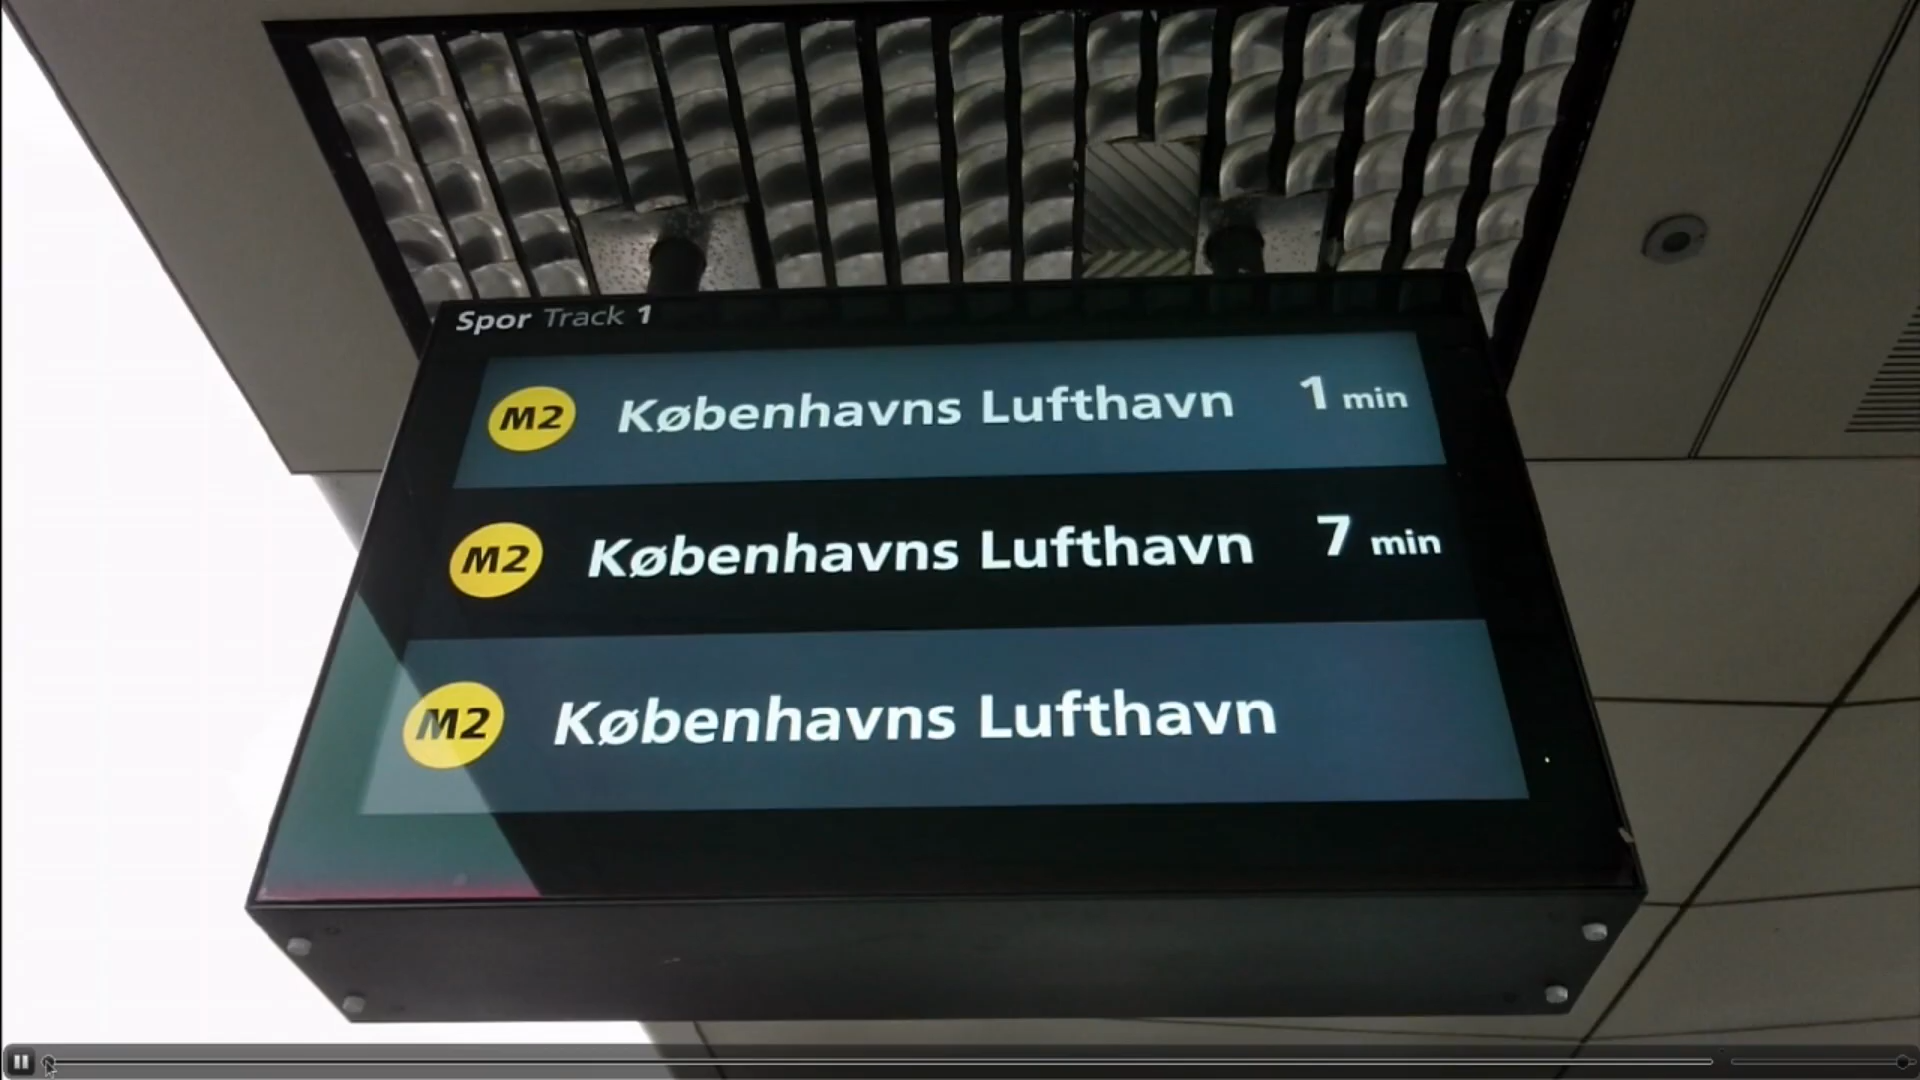 Spor Track 1
M2 Københavns Lufthavn 1 min
M2 Københavns Lufthavn 7 min
M2 Københavns Lufthavn